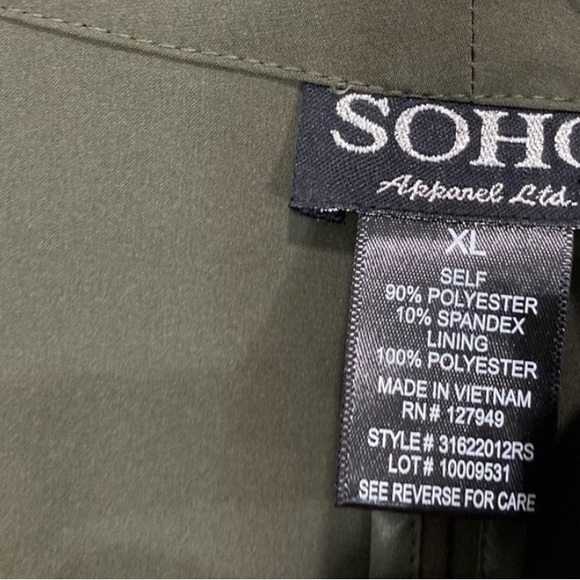 SOHO
Apparel Ltd.
XL
SELF
90% POLYESTER
10% SPANDEX
LINING
100% POLYESTER
MADE IN VIETNAM
RN# 127949
STYLE# 31622012RS
LOT# 10009531
SEE REVERSE FOR CARE